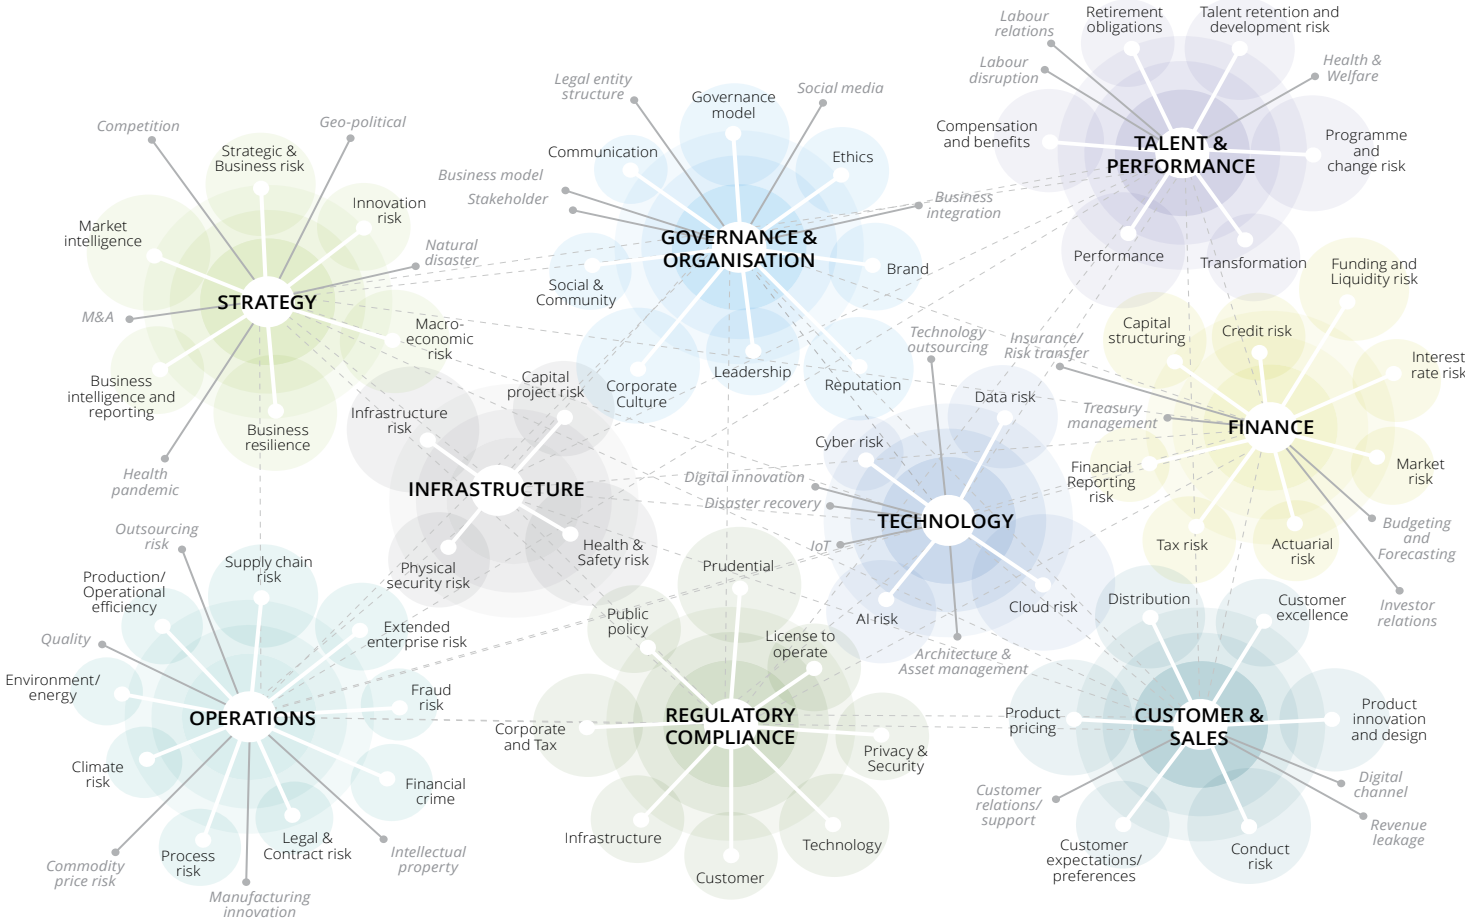 Competition
Geo-political
Strategic &
Business risk
Innovation
risk
Market
intelligence
Natural
disaster
STRATEGY
M&A
Macro-
economic
risk
Business
intelligence and
reporting
Business
resilience
Health
pandemic
Legal entity
structure
Social media
Governance
model
Communication
Ethics
Business model
Stakeholder
Business
integration
GOVERNANCE &
ORGANISATION
Social &
Community
Brand
Corporate
Culture
Leadership
Reputation
Labour
relations
Retirement
obligations
Talent retention and
development risk
Labour
disruption
Health &
Welfare
Compensation
and benefits
TALENT &
PERFORMANCE
Programme
and
change risk
Performance
Transformation
Capital
project risk
Infrastructure
risk
INFRASTRUCTURE
Physical
security risk
Health &
Safety risk
Technology
outsourcing
Data risk
Cyber risk
Digital innovation
Disaster recovery
IoT
TECHNOLOGY
AI risk
Cloud risk
Architecture &
Asset management
Insurance/
Risk transfer
Capital
structuring
Credit risk
Funding and
Liquidity risk
Interest
rate risk
Treasury
management
FINANCE
Financial
Reporting
risk
Market
risk
Tax risk
Actuarial
risk
Budgeting
and
Forecasting
Investor
relations
Outsourcing
risk
Supply chain
risk
Production/
Operational
efficiency
Quality
Extended
enterprise risk
Environment/
energy
Fraud
risk
OPERATIONS
Climate
risk
Financial
crime
Process
risk
Legal &
Contract risk
Commodity
price risk
Manufacturing
innovation
Intellectual
property
Prudential
Public
policy
License to
operate
Corporate
and Tax
REGULATORY
COMPLIANCE
Privacy &
Security
Infrastructure
Technology
Customer
Distribution
Customer
excellence
Product
pricing
CUSTOMER &
SALES
Product
innovation
and design
Customer
relations/
support
Digital
channel
Revenue
leakage
Customer
expectations/
preferences
Conduct
risk